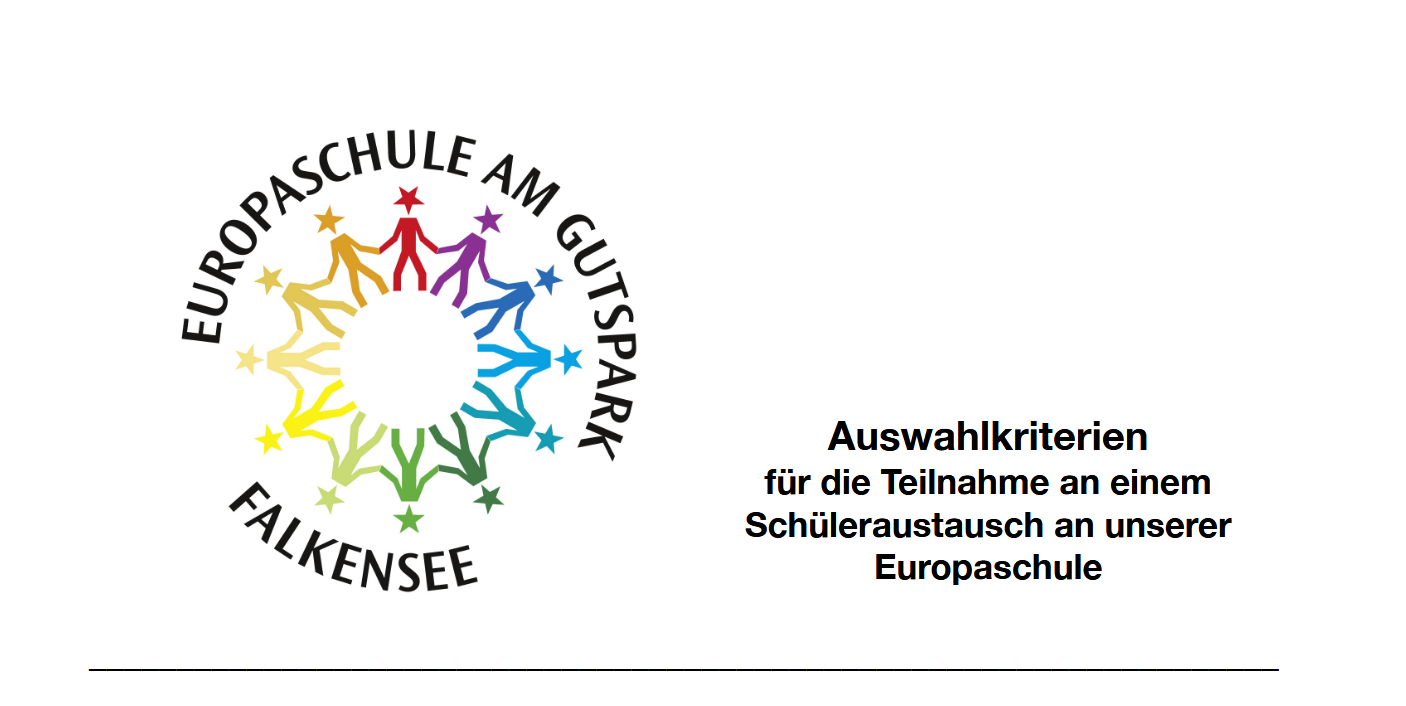 EUROPASCHULE AM GUTSPARK
FALKENSEE
Auswahlkriterien
für die Teilnahme an einem
Schüleraustausch an unserer
Europaschule